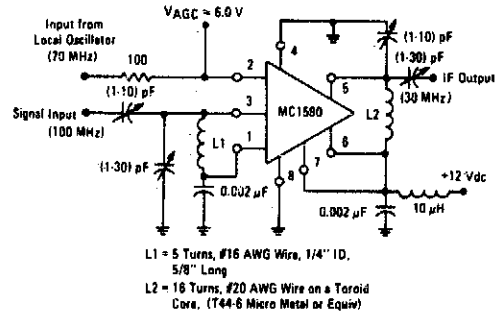 Input from
Local Oscillator
(70 MHz)
VAGC ≈ 6.0 V
100
(1-10) pF
Signal Input
(100 MHz)
(1-30) pF
L1
0.002 µF
2
3
1
4
MC1580
5
6
7
8
(1-10) pF
(1-30) pF
IF Output
(30 MHz)
L2
+12 Vdc
0.002 µF
10 µH
L1 = 5 Turns, #16 AWG Wire, 1/4" ID,
5/8" Long
L2 = 16 Turns, #20 AWG Wire on a Toroid
Core, (T44-6 Micro Metal or Equiv)